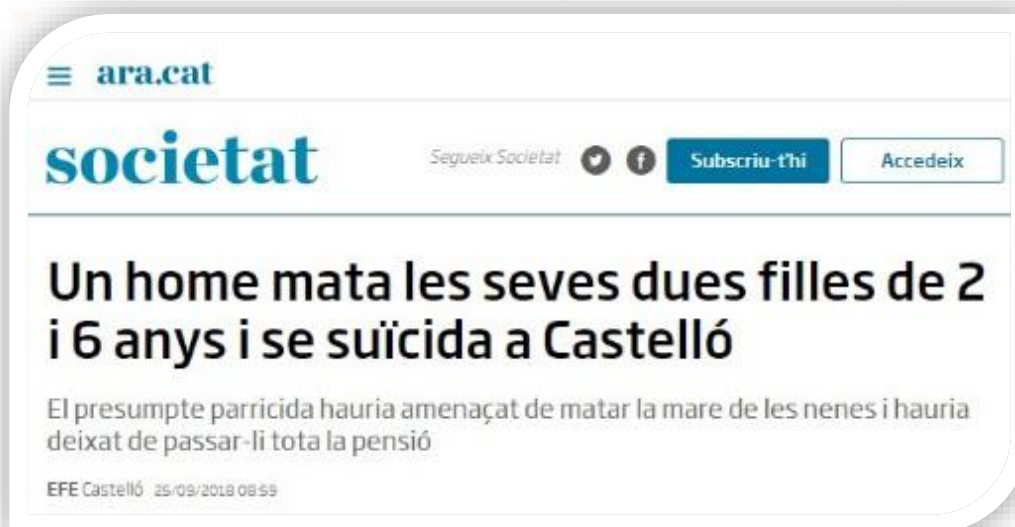 ≡ ara.cat
societat
Segueix Societat
Subscriu-t'hi
Accedeix
Un home mata les seves dues filles de 2
i 6 anys i se suïcida a Castelló
El presumpte parricida hauria amenaçat de matar la mare de les nenes i hauria
deixat de passar-li tota la pensió
EFE Castelló 25/09/2018 08:59